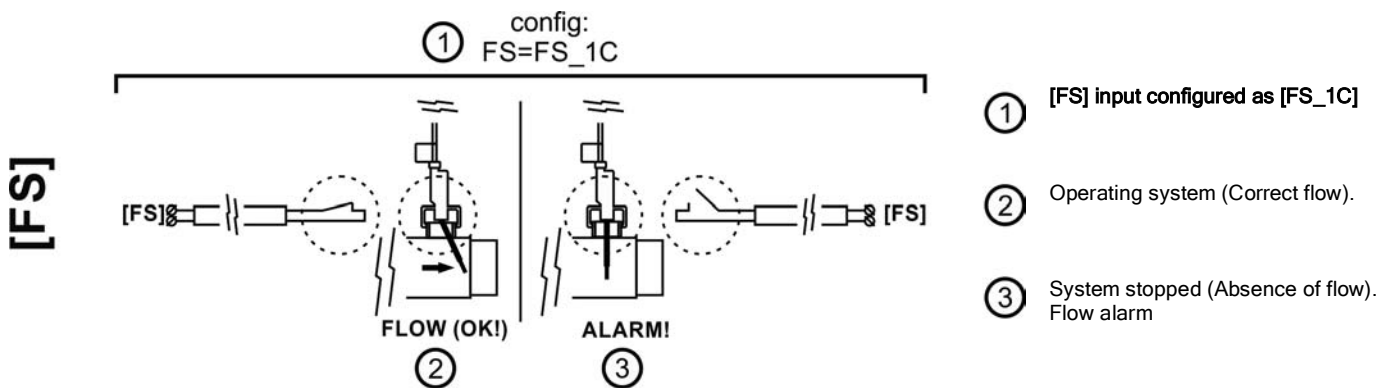 [FS]
1
config:
FS=FS_1C
[FS]
[FS]
FLOW (OK!)
2
ALARM!
3
1
[FS] input configured as [FS_1C]
2
Operating system (Correct flow).
3
System stopped (Absence of flow).
Flow alarm